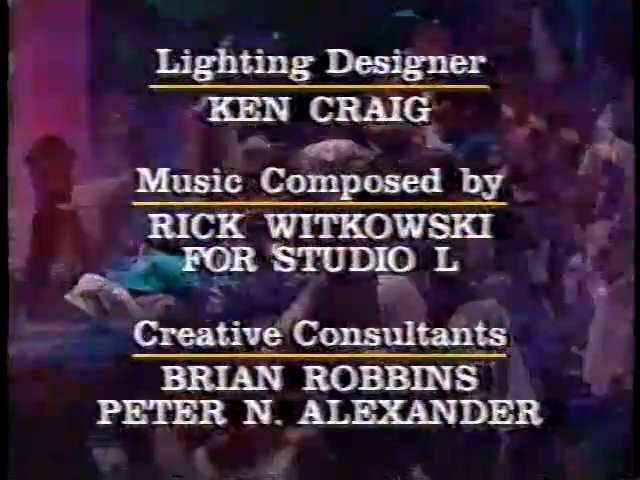 Lighting Designer
KEN CRAIG
Music Composed by
RICK WITKOWSKI
FOR STUDIO L
Creative Consultants
BRIAN ROBBINS
PETER N. ALEXANDER